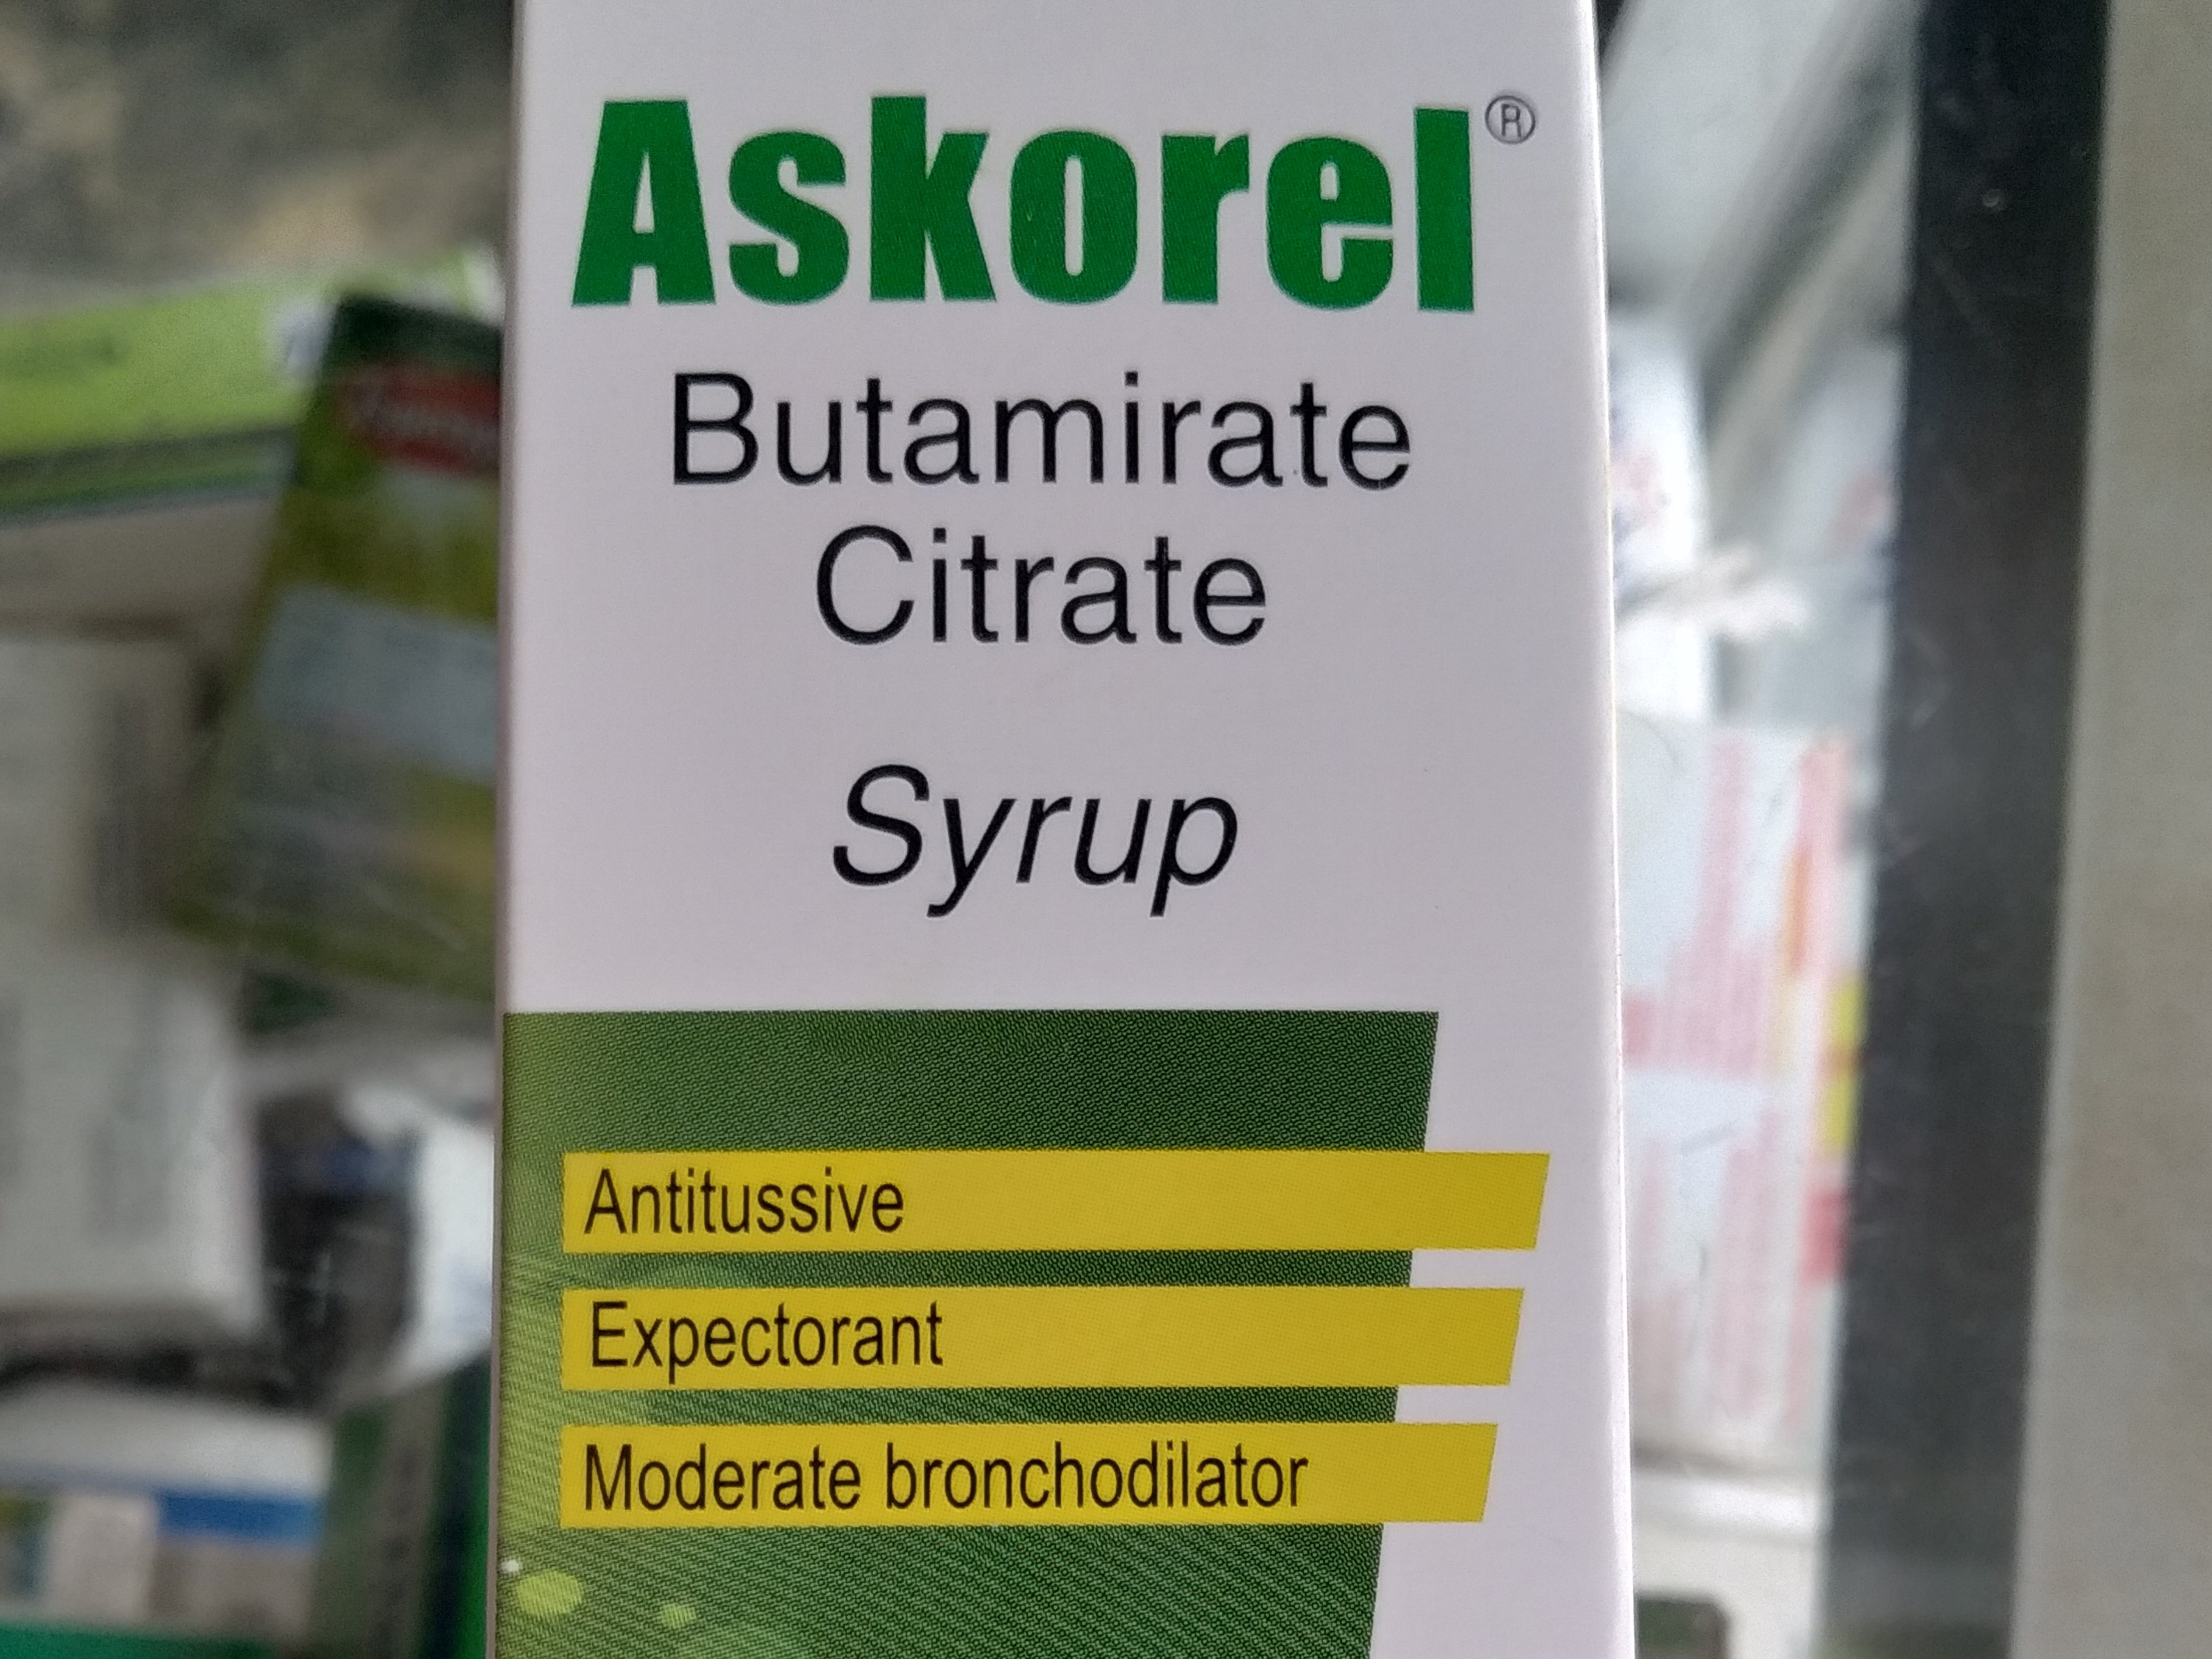 Askorel®
Butamirate
Citrate
Syrup
Antitussive
Expectorant
Moderate bronchodilator